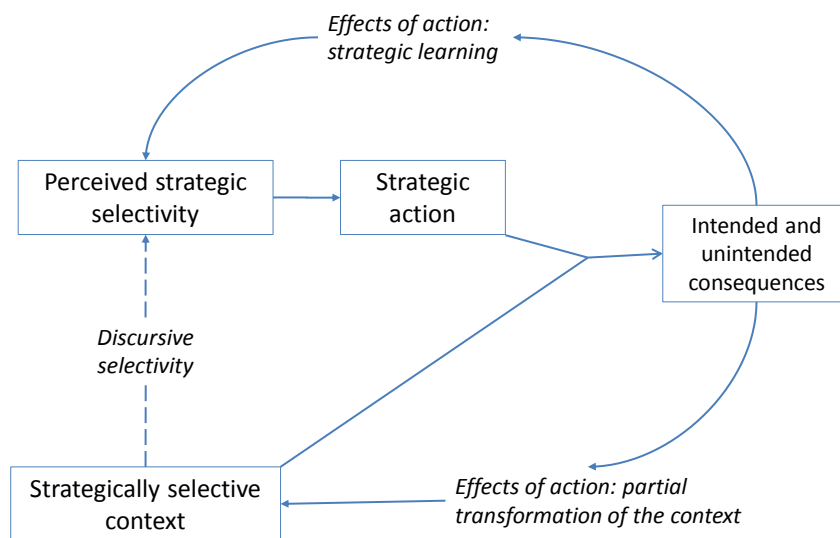 Effects of action:
strategic learning
Perceived strategic
selectivity
Strategic
action
Intended and
unintended
consequences
Discursive
selectivity
Strategically selective
context
Effects of action: partial
transformation of the context